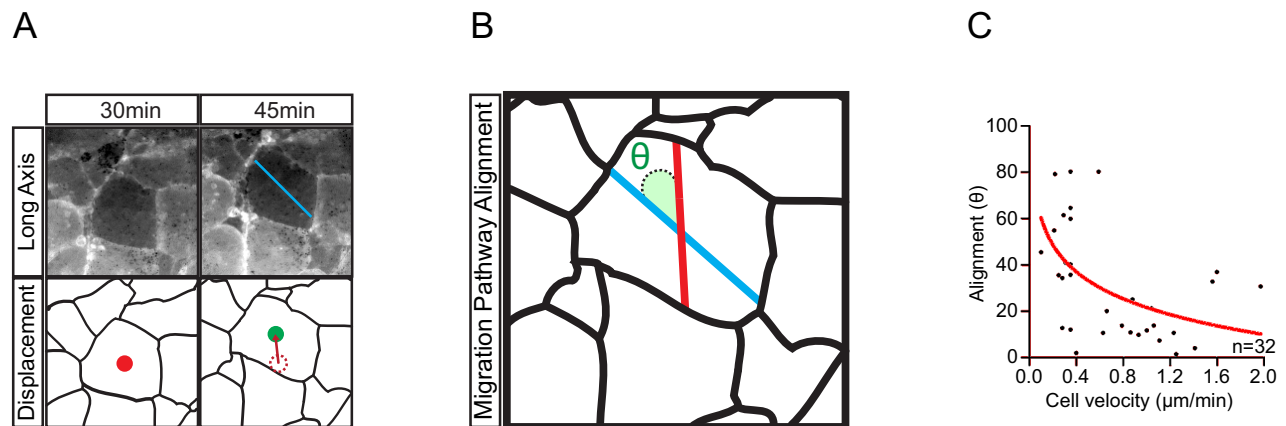 A
30min
45min
Long Axis
Displacement
B
Migration Pathway Alignment
θ
C
100
80
60
40
20
0
Alignment (θ)
n=32
0.0
0.4
0.8
1.2
1.6
2.0
Cell velocity (μm/min)